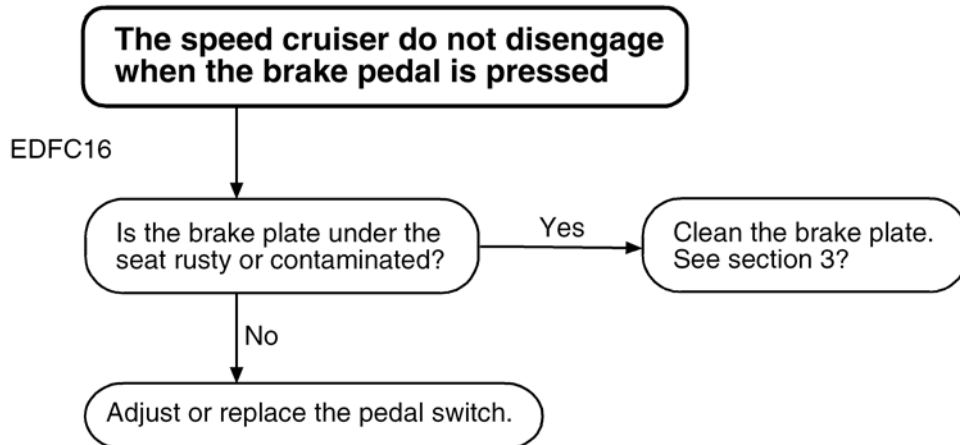 The speed cruiser do not disengage
when the brake pedal is pressed
EDFC16
Is the brake plate under the
seat rusty or contaminated?
Yes
Clean the brake plate.
See section 3?
No
Adjust or replace the pedal switch.